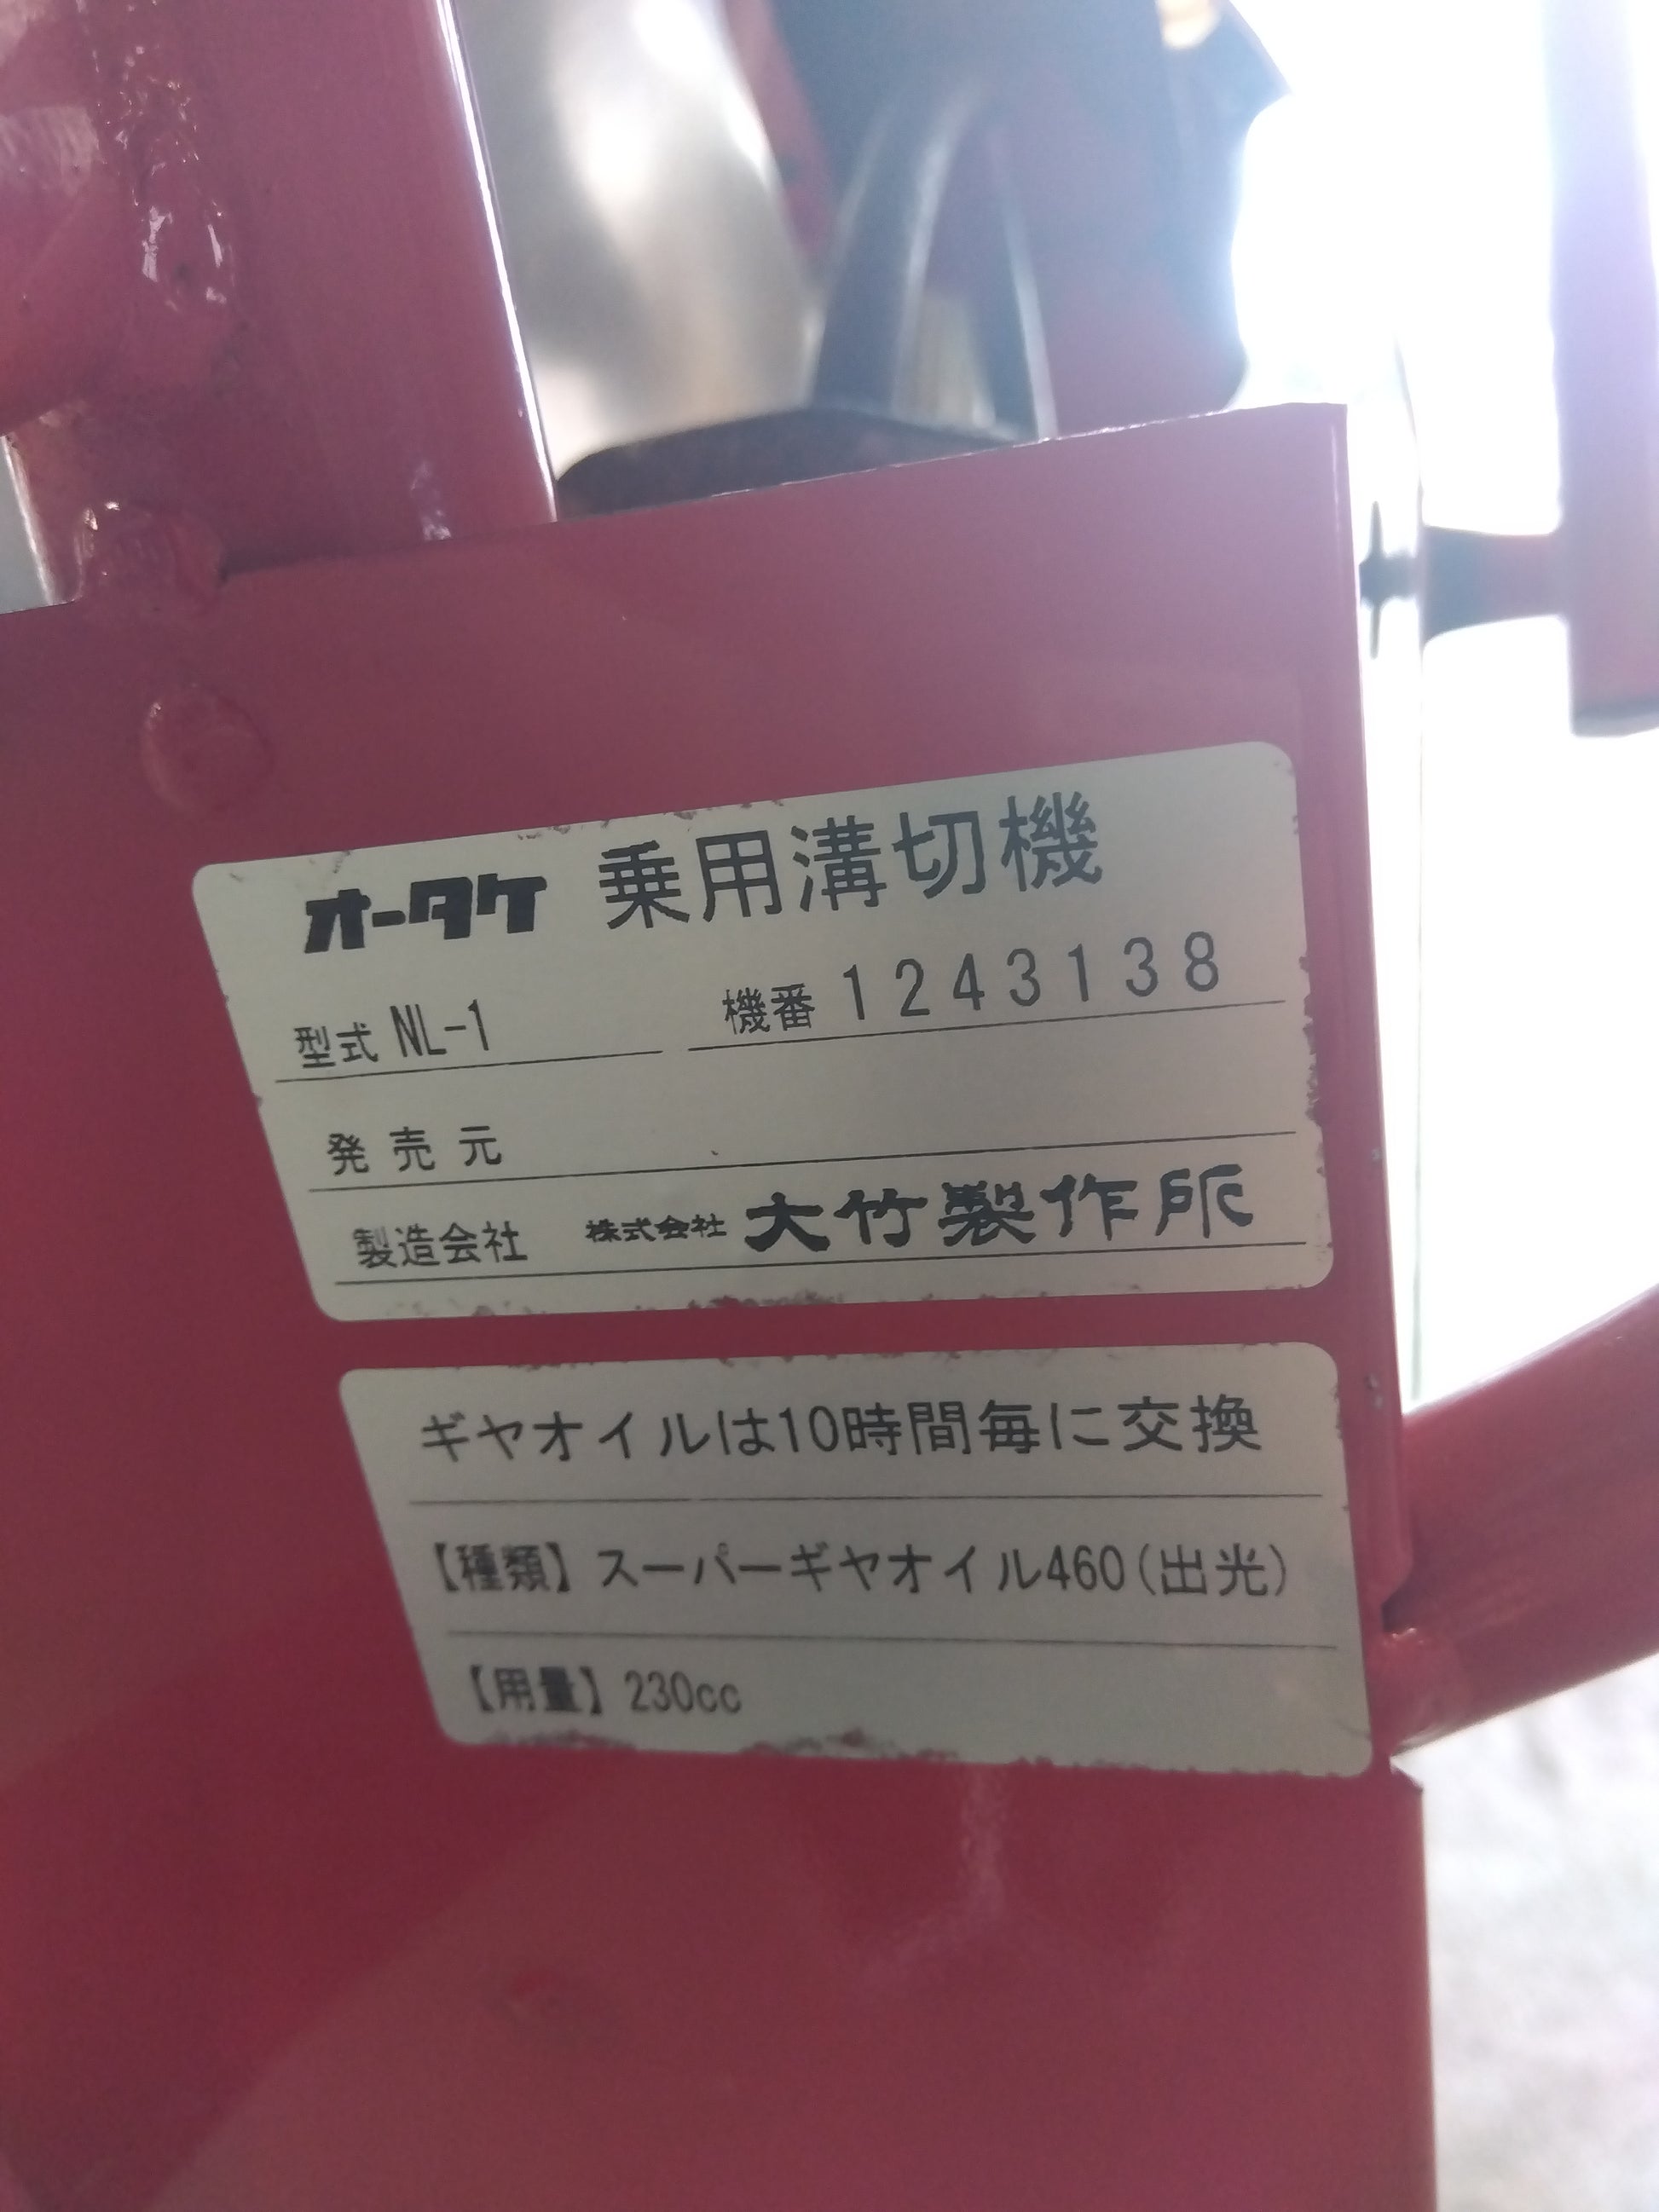 オータケ 乗用溝切機
型式 NL-1 機番 1243138
発売元
製造会社 株式会社 大竹製作所
ギヤオイルは10時間毎に交換
【種類】スーパーギヤオイル460(出光)
【用量】230cc